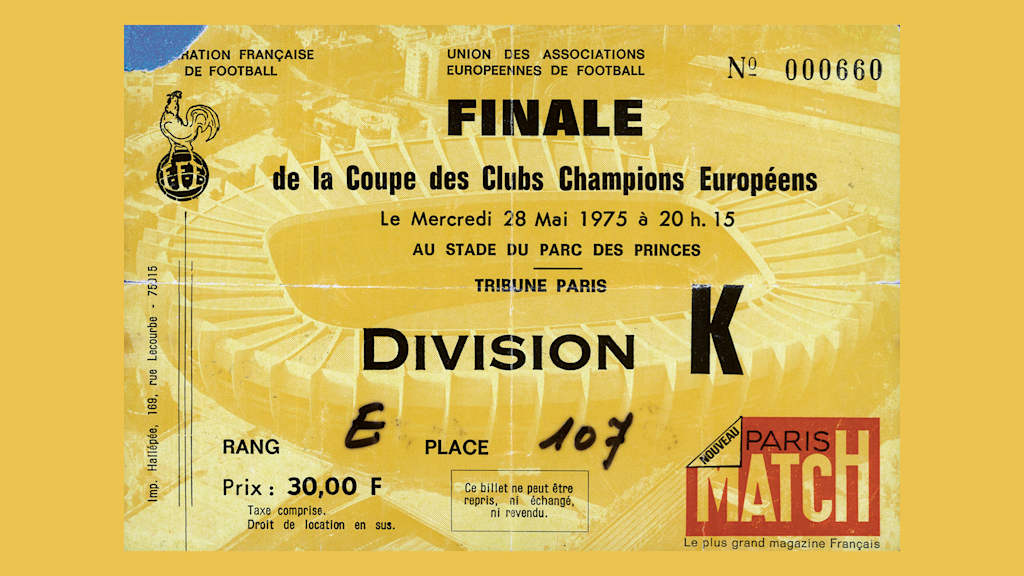 RATION FRANÇAISE
DE FOOTBALL
UNION DES ASSOCIATIONS
EUROPEENNES DE FOOTBALL
Nº 000660
FINALE
de la Coupe des Clubs Champions Européens
Le Mercredi 28 Mai 1975 à 20 h. 15
AU STADE DU PARC DES PRINCES
TRIBUNE PARIS
DIVISION K
RANG E PLACE 107
Prix : 30,00 F
Taxe comprise.
Droit de location en sus.
Ce billet ne peut être
repris, ni échangé,
ni revendu.
NOUVEAU
PARIS
MATCH
Le plus grand magazine Français
Imp. Hallépée, 169, rue Lecourbe - 75015